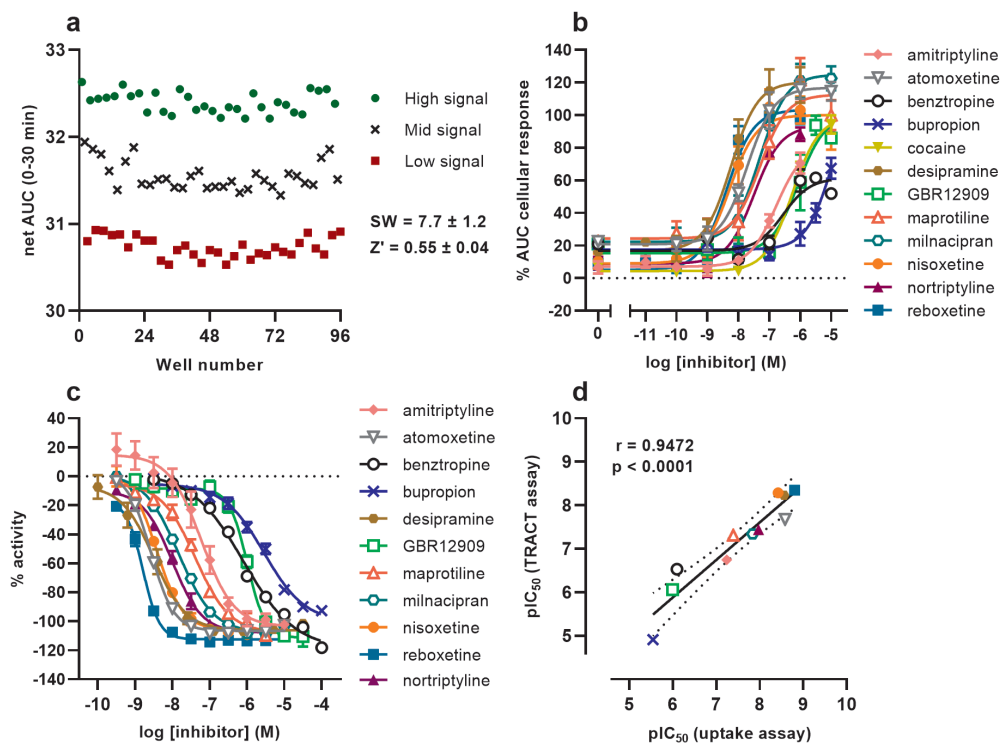 a
net AUC (0-30 min)
33
32
31
30
0
24
48
72
96
Well number
High signal
Mid signal
Low signal
SW = 7.7 ± 1.2
Z' = 0.55 ± 0.04
b
% AUC cellular response
140
120
100
80
60
40
20
0
-20
0
-11
-10
-9
-8
-7
-6
-5
log [inhibitor] (M)
amitriptyline
atomoxetine
benztropine
bupropion
cocaine
desipramine
GBR12909
maprotiline
milnacipran
nisoxetine
nortriptyline
reboxetine
c
% activity
40
20
0
-20
-40
-60
-80
-100
-120
-140
-10
-9
-8
-7
-6
-5
-4
log [inhibitor] (M)
amitriptyline
atomoxetine
benztropine
bupropion
desipramine
GBR12909
maprotiline
milnacipran
nisoxetine
reboxetine
nortriptyline
d
pIC50 (TRACT assay)
10
9
8
7
6
5
r = 0.9472
p < 0.0001
5
6
7
8
9
10
pIC50 (uptake assay)